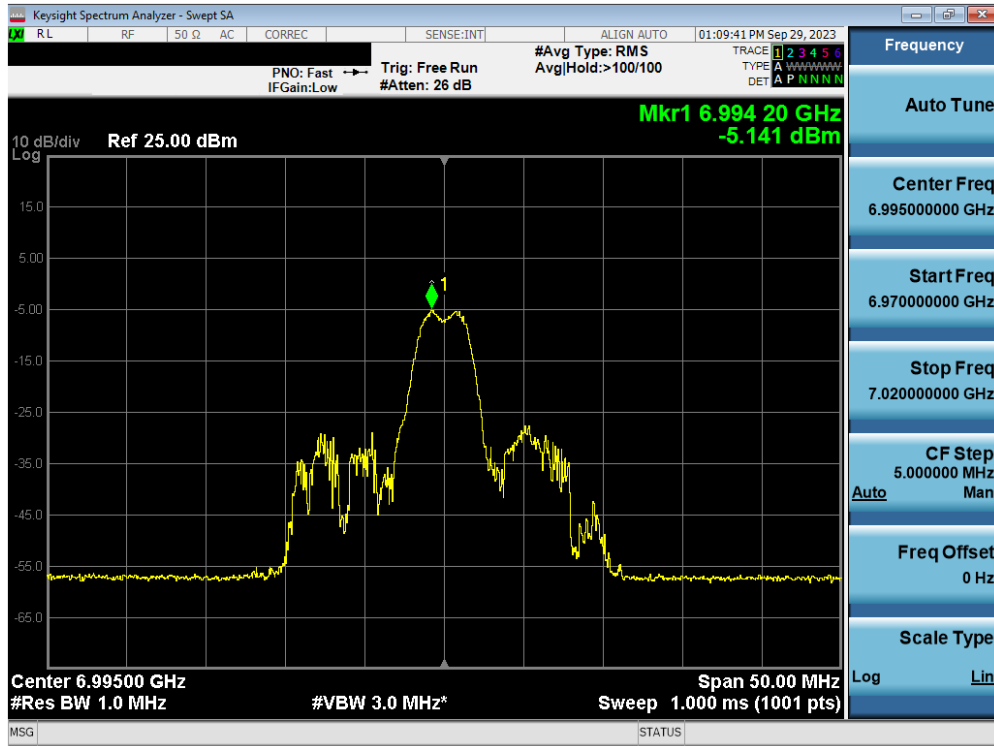 Keysight Spectrum Analyzer - Swept SA
LXI RL RF 50 Ω AC CORREC SENSE:INT ALIGN AUTO 01:09:41 PM Sep 29, 2023
PNO: Fast
IFGain:Low
Trig: Free Run
#Atten: 26 dB
#Avg Type: RMS
Avg|Hold:>100/100
TRACE 1 2 3 4 5 6
TYPE A WWWWW
DET A P N N N N
Mkr1 6.994 20 GHz
-5.141 dBm
10 dB/div Ref 25.00 dBm
Log
15.0
5.00
-5.00
-15.0
-25.0
-35.0
-45.0
-55.0
-65.0
1
Center 6.99500 GHz Span 50.00 MHz
#Res BW 1.0 MHz #VBW 3.0 MHz* Sweep 1.000 ms (1001 pts)
MSG STATUS
Frequency
Auto Tune
Center Freq
6.995000000 GHz
Start Freq
6.970000000 GHz
Stop Freq
7.020000000 GHz
CF Step
5.000000 MHz
Auto Man
Freq Offset
0 Hz
Scale Type
Log Lin